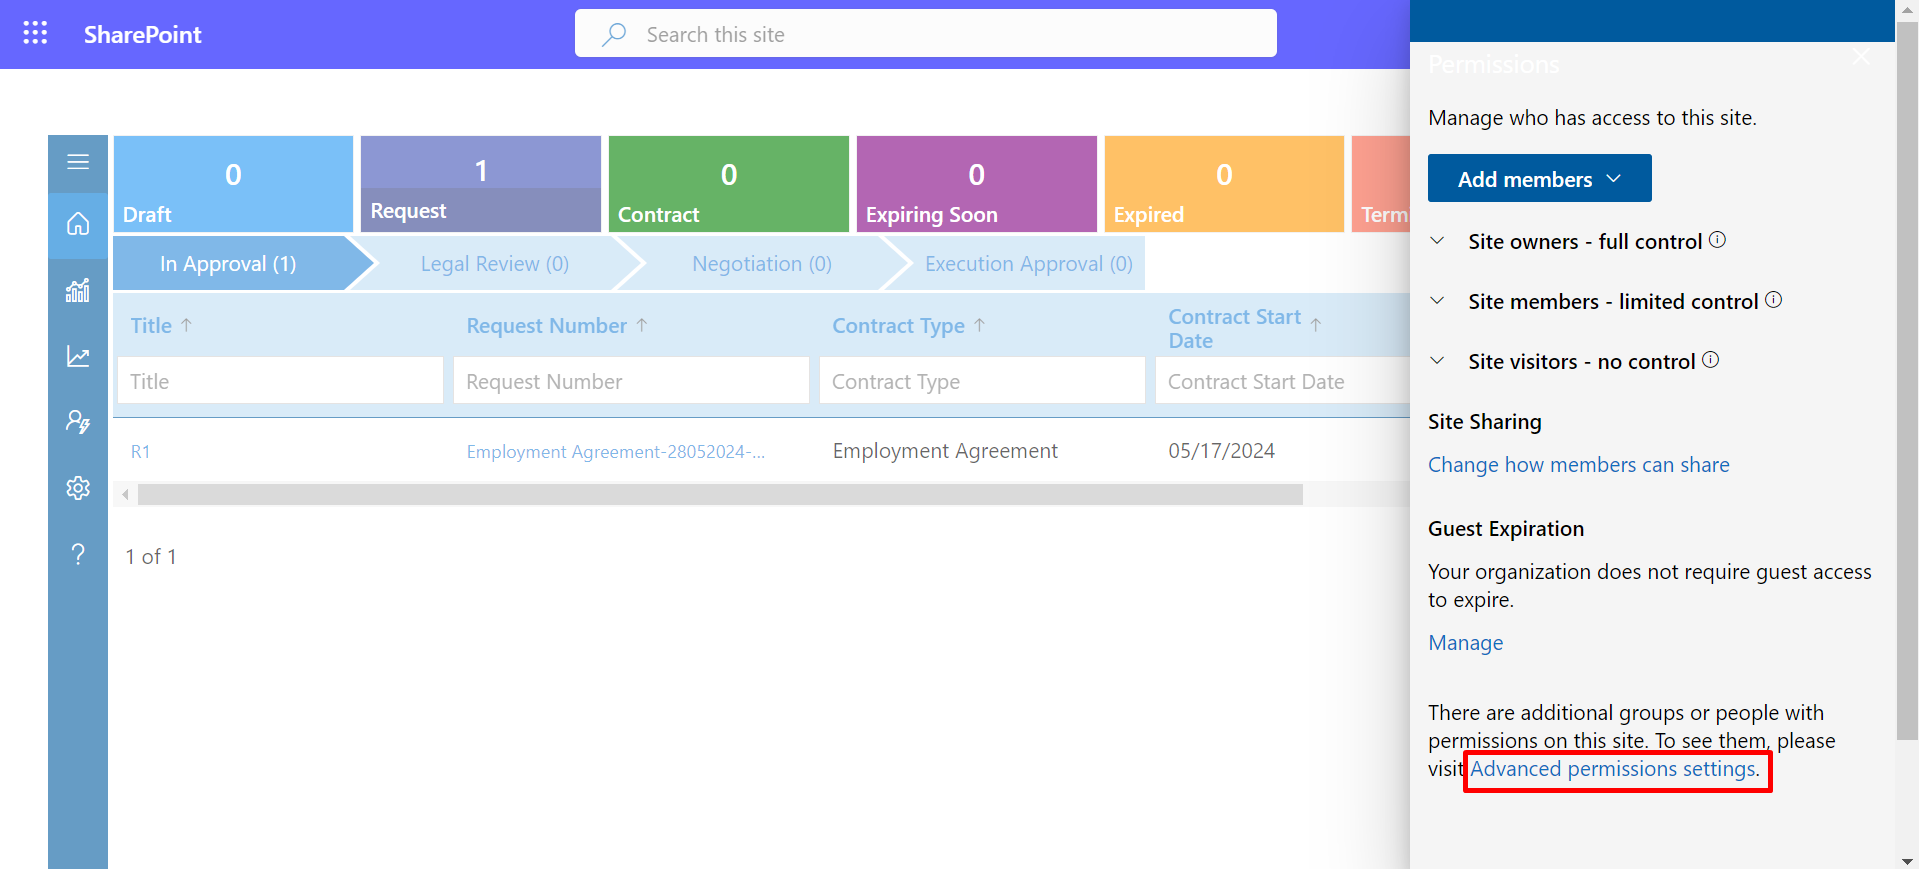 SharePoint
Search this site
0
Draft
1
Request
0
Contract
0
Expiring Soon
0
Expired
Term
In Approval (1)
Legal Review (0)
Negotiation (0)
Execution Approval (0)
Title ↑
Request Number ↑
Contract Type ↑
Contract Start
Date ↑
Title
Request Number
Contract Type
Contract Start Date
R1
Employment Agreement-28052024-...
Employment Agreement
05/17/2024
1 of 1
Permissions
Manage who has access to this site.
Add members
Site owners - full control
Site members - limited control
Site visitors - no control
Site Sharing
Change how members can share
Guest Expiration
Your organization does not require guest access
to expire.
Manage
There are additional groups or people with
permissions on this site. To see them, please
visit Advanced permissions settings.